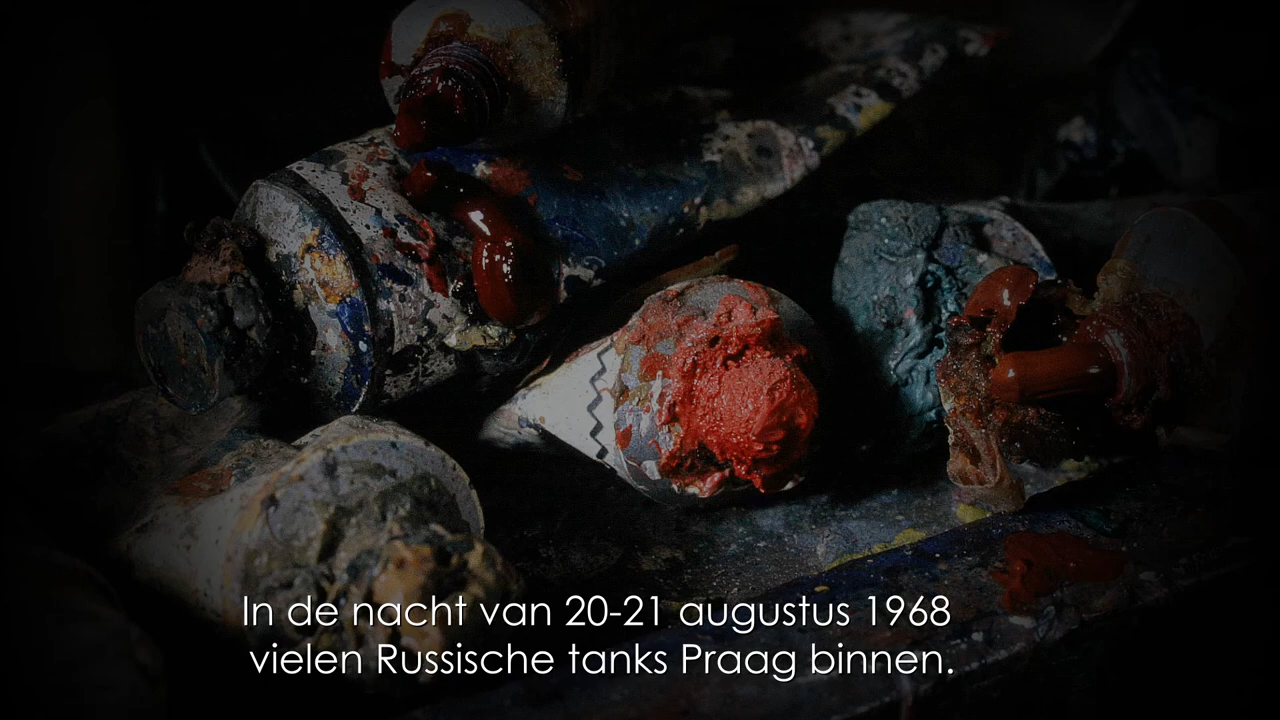 In de nacht van 20-21 augustus 1968
vielen Russische tanks Praag binnen.